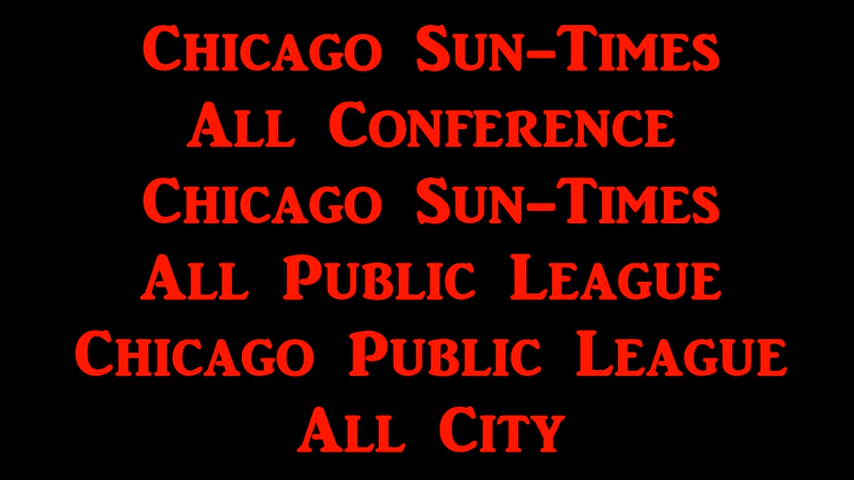 Chicago Sun-Times
All Conference
Chicago Sun-Times
All Public League
Chicago Public League
All City